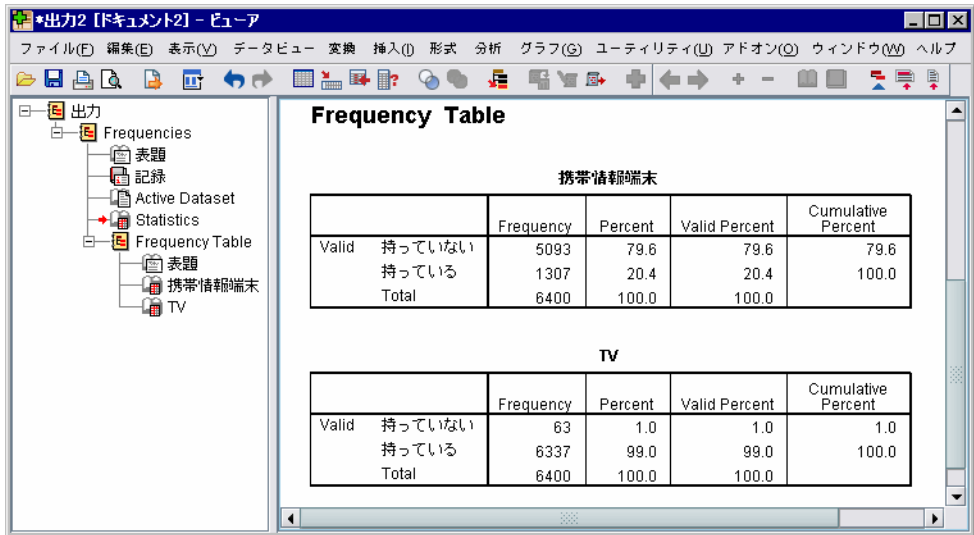 *出力2 [ドキュメント2] - ビューア
ファイル(F) 編集(E) 表示(V) データビュー 変換 挿入(I) 形式 分析 グラフ(G) ユーティリティ(U) アドオン(O) ウィンドウ(W) ヘルプ
出力
Frequencies
表題
記録
Active Dataset
Statistics
Frequency Table
表題
携帯情報端末
TV
Frequency Table
携帯情報端末
Frequency Percent Valid Percent Cumulative Percent
Valid 持っていない 5093 79.6 79.6 79.6
持っている 1307 20.4 20.4 100.0
Total 6400 100.0 100.0
TV
Frequency Percent Valid Percent Cumulative Percent
Valid 持っていない 63 1.0 1.0 1.0
持っている 6337 99.0 99.0 100.0
Total 6400 100.0 100.0